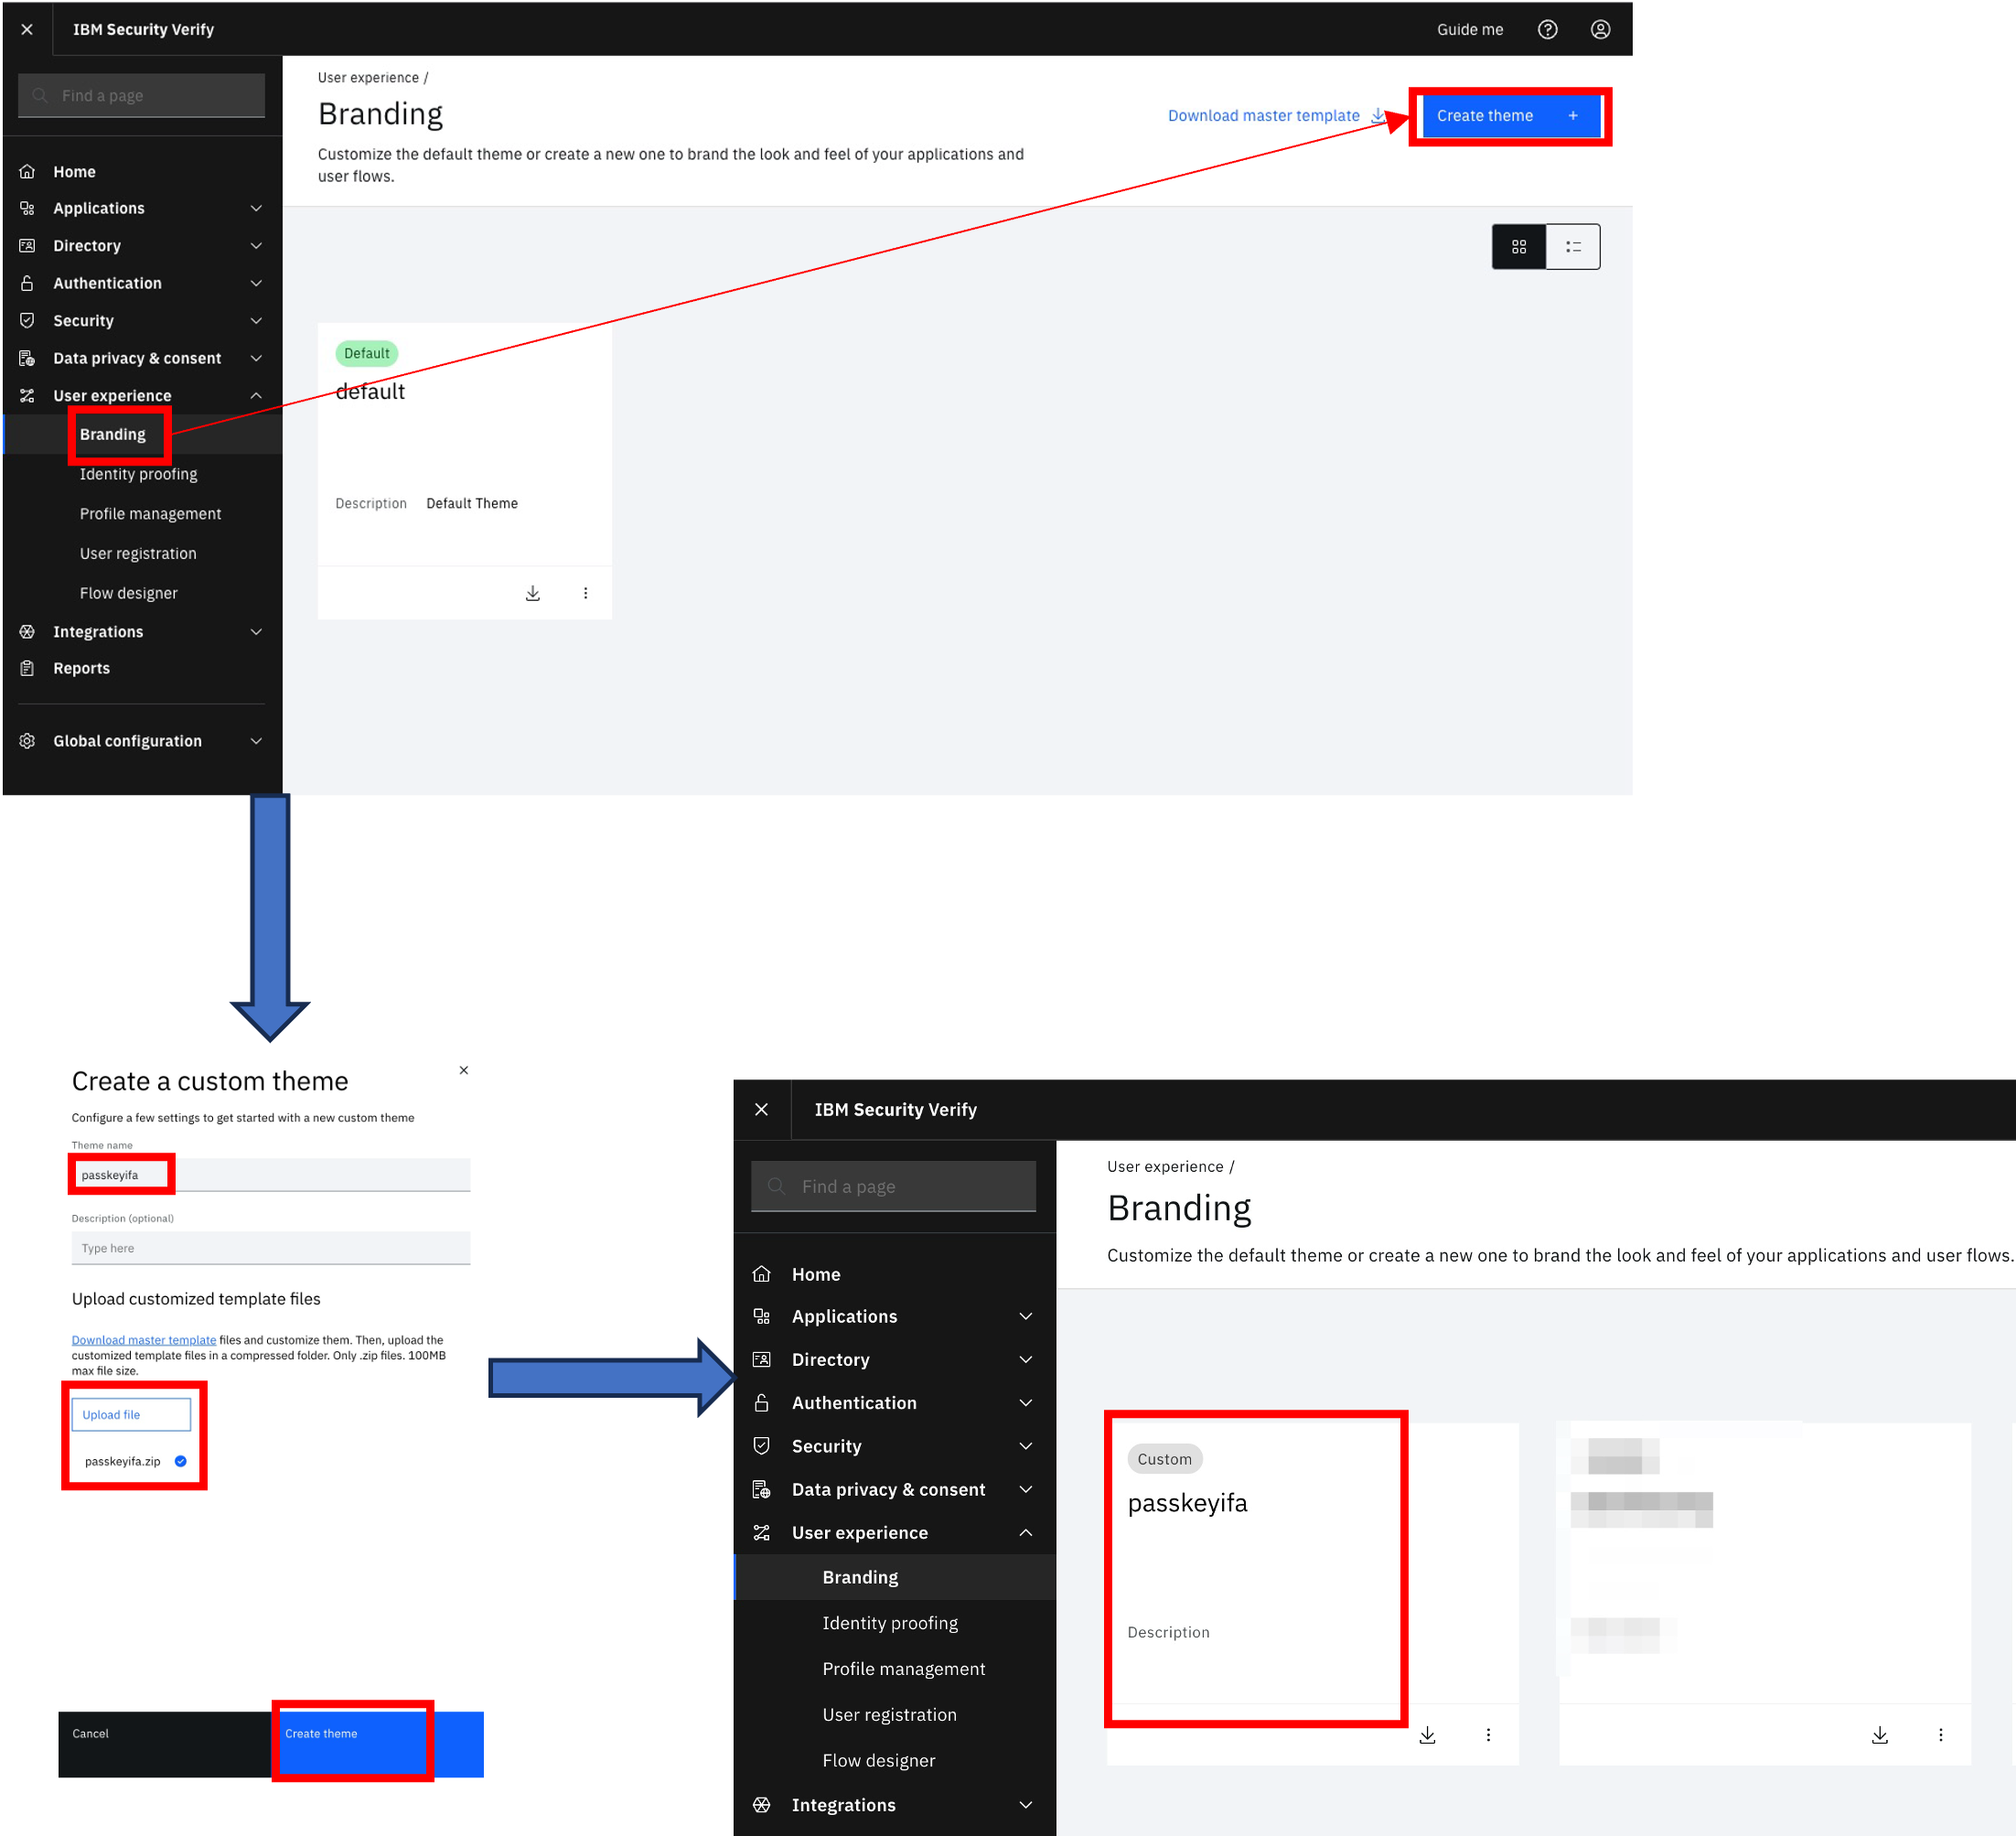 IBM Security Verify
Guide me
Find a page
Home
Applications
Directory
Authentication
Security
Data privacy & consent
User experience
Branding
Identity proofing
Profile management
User registration
Flow designer
Integrations
Reports
Global configuration
User experience /
Branding
Customize the default theme or create a new one to brand the look and feel of your applications and
user flows.
Download master template
Create theme +
Default
default
Description Default Theme
Create a custom theme
Configure a few settings to get started with a new custom theme
Theme name
passkeyifa
Description (optional)
Type here
Upload customized template files
Download master template files and customize them. Then, upload the
customized template files in a compressed folder. Only .zip files. 100MB
max file size.
Upload file
passkeyifa.zip
Cancel
Create theme
IBM Security Verify
Find a page
Home
Applications
Directory
Authentication
Security
Data privacy & consent
User experience
Branding
Identity proofing
Profile management
User registration
Flow designer
Integrations
User experience /
Branding
Customize the default theme or create a new one to brand the look and feel of your applications and user flows.
Custom
passkeyifa
Description